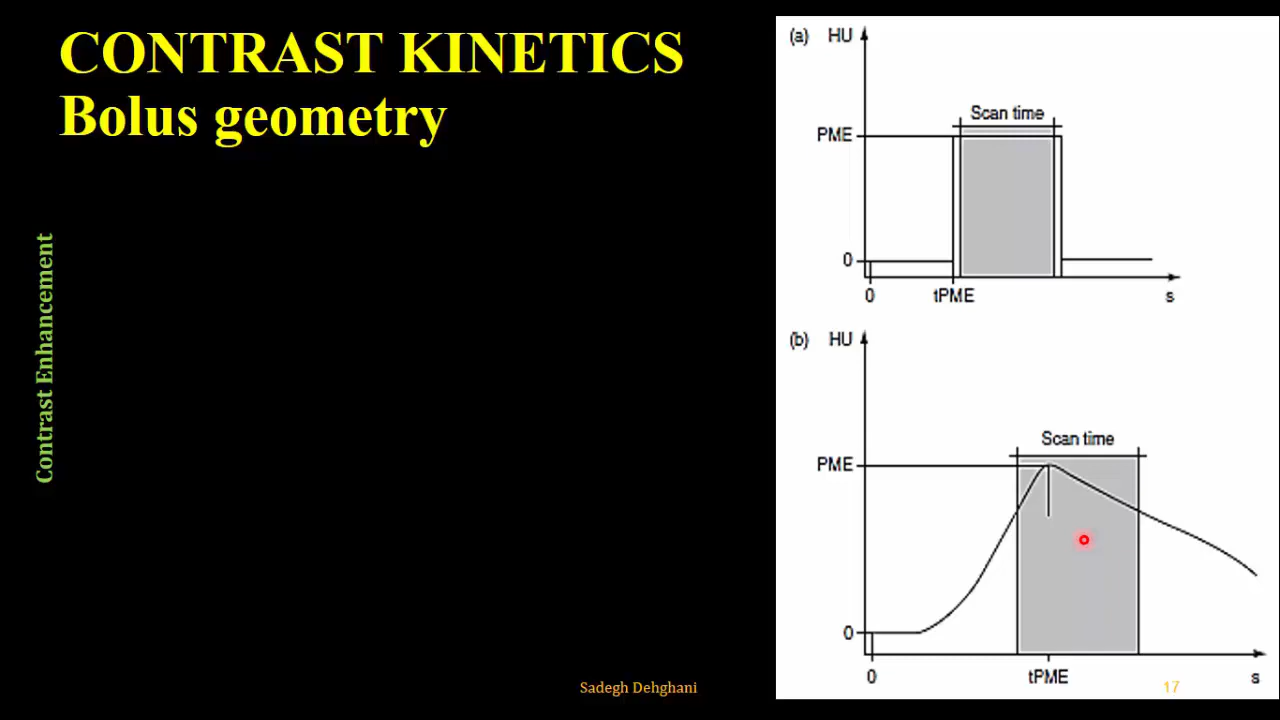 CONTRAST KINETICS
Bolus geometry
Contrast Enhancement
(a) HU
Scan time
PME
0
0 tPME s
(b) HU
Scan time
PME
0
0 tPME s
Sadegh Dehghani
17